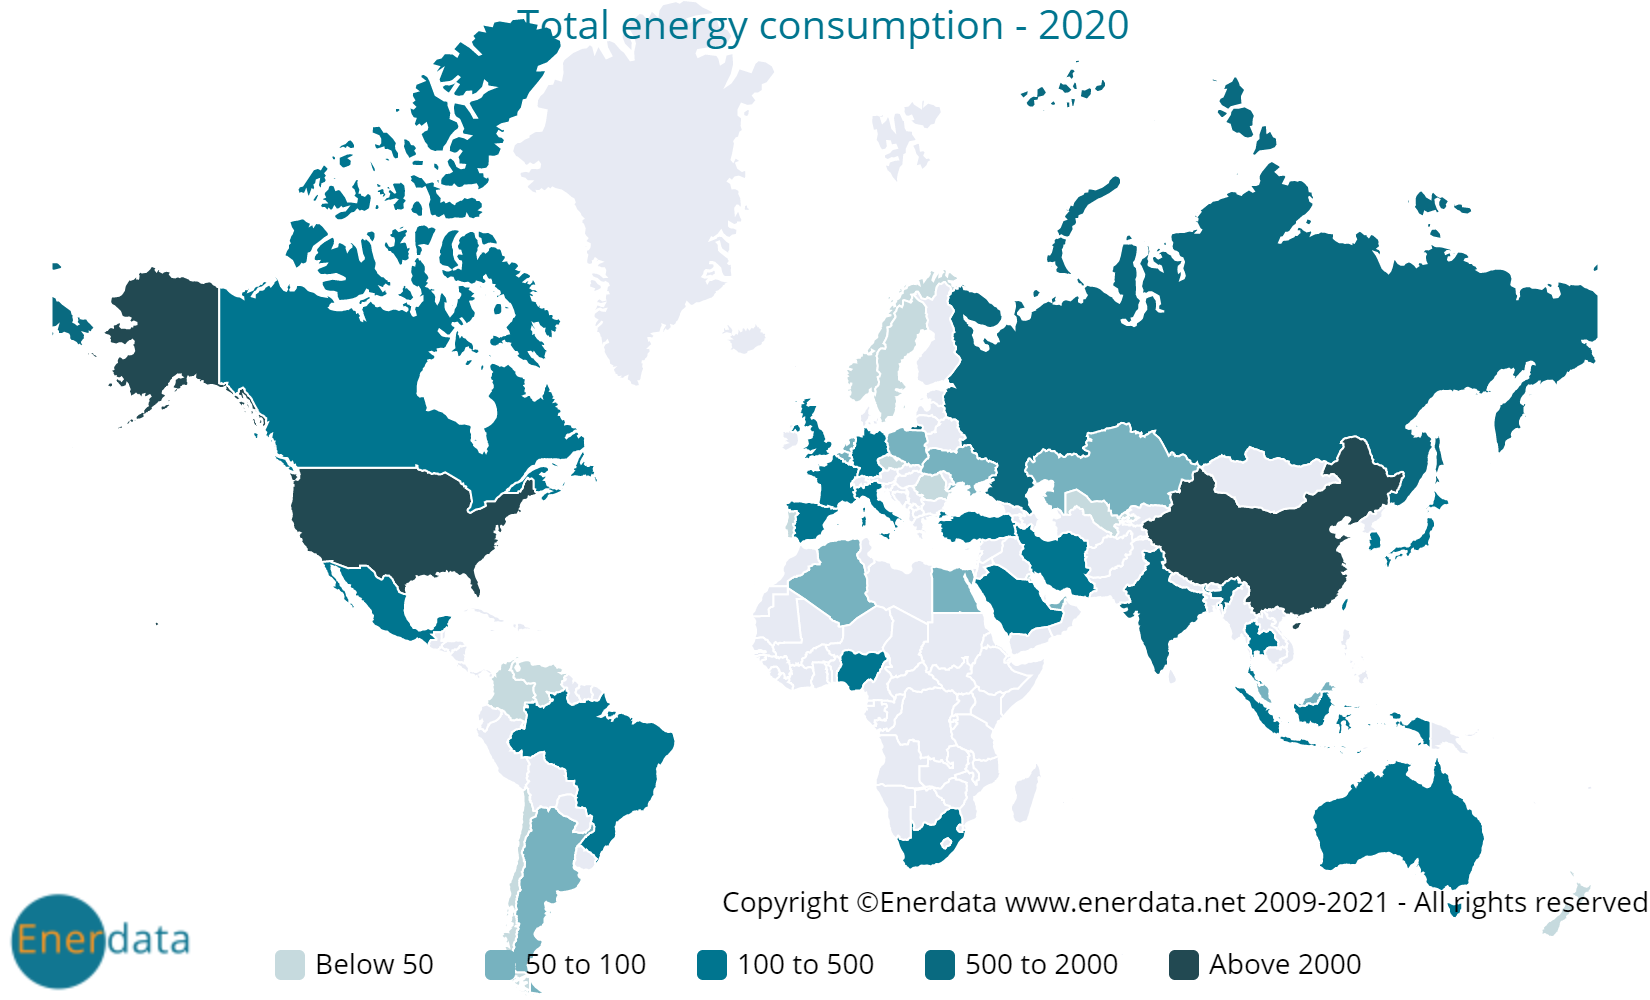 Total energy consumption - 2020
Copyright ©Enerdata www.enerdata.net 2009-2021 - All rights reserved
Enerdata
Below 50
50 to 100
100 to 500
500 to 2000
Above 2000